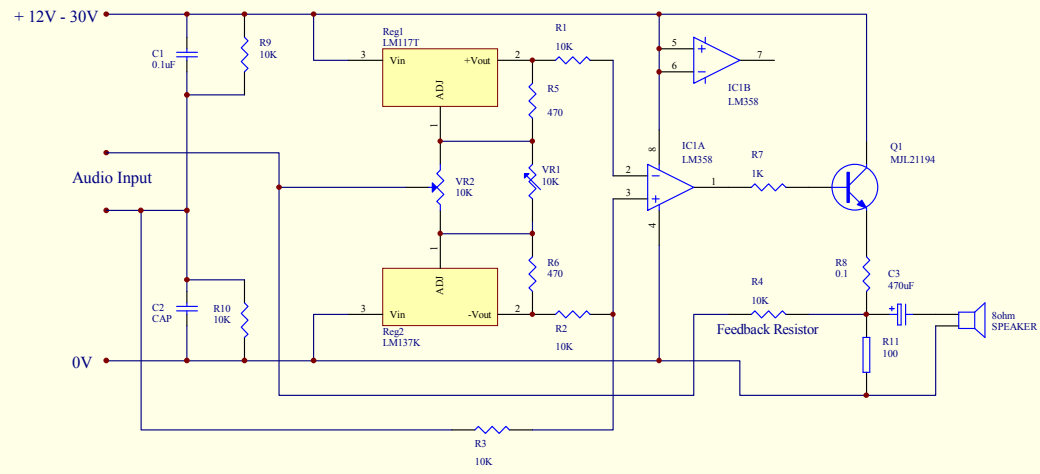 + 12V - 30V
C1
0.1uF
R9
10K
Reg1
LM117T
3
Vin
+Vout
2
ADJ
1
R1
10K
R5
470
5
6
7
+
-
IC1B
LM358
Audio Input
VR2
10K
VR1
10K
IC1A
LM358
8
2
3
-
+
1
4
R7
1K
Q1
MJL21194
1
ADJ
R6
470
R8
0.1
C3
470uF
+
R4
10K
Feedback Resistor
8ohm
SPEAKER
R11
100
C2
CAP
R10
10K
3
Vin
-Vout
2
Reg2
LM137K
R2
10K
0V
R3
10K